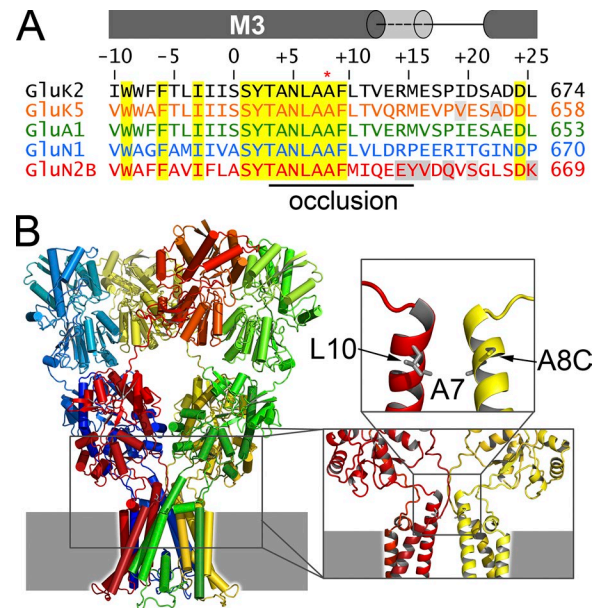 A
M3
-10 -5 0 +5 +10 +15 +20 +25
*
GluK2 IWWFFTLIIISSYTANLAAFLTVERMESPIDSADDL 674
GluK5 VWWAFTLIIISSYTANLAAFLTVQRMEVPVESADDL 658
GluA1 VWWFFTLIIISSYTANLAAFLTVERMVSPIESAEDL 653
GluN1 VWAGFAMIIVASYTANLAAFLVLDRPEERITGINDP 670
GluN2B VWAFFAVIFLASYTANLAAFMIQEEYVDQVSGLSDK 669
occlusion
B
L10
A7
A8C